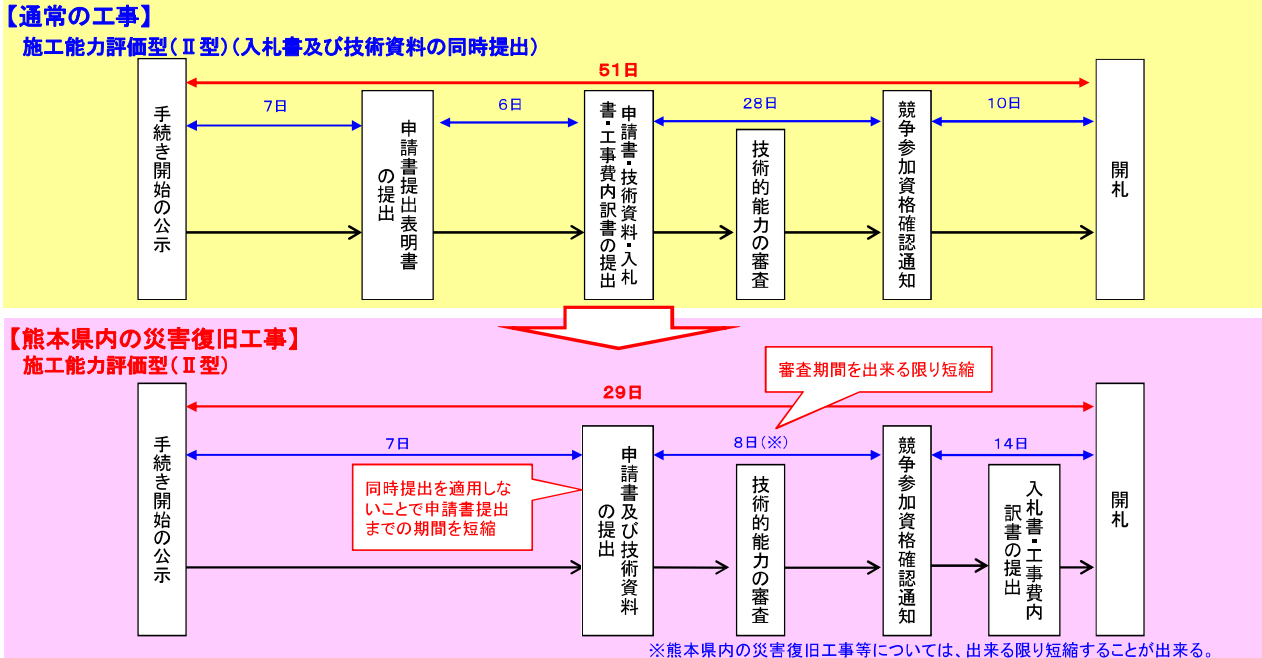 【通常の工事】
施工能力評価型(Ⅱ型)(入札書及び技術資料の同時提出)
51日
7日
6日
28日
10日
手続き開始の公示
申請書提出表明書
の提出
申請書・技術資料・入札
書・工事費内訳書の提出
技術的能力の審査
競争参加資格確認通知
開札
【熊本県内の災害復旧工事】
施工能力評価型(Ⅱ型)
審査期間を出来る限り短縮
29日
7日
8日(※)
14日
手続き開始の公示
同時提出を適用しな
いことで申請書提出
までの期間を短縮
申請書及び技術資料
の提出
技術的能力の審査
競争参加資格確認通知
入札書・工事費内
訳書の提出
開札
※熊本県内の災害復旧工事等については、出来る限り短縮することが出来る。